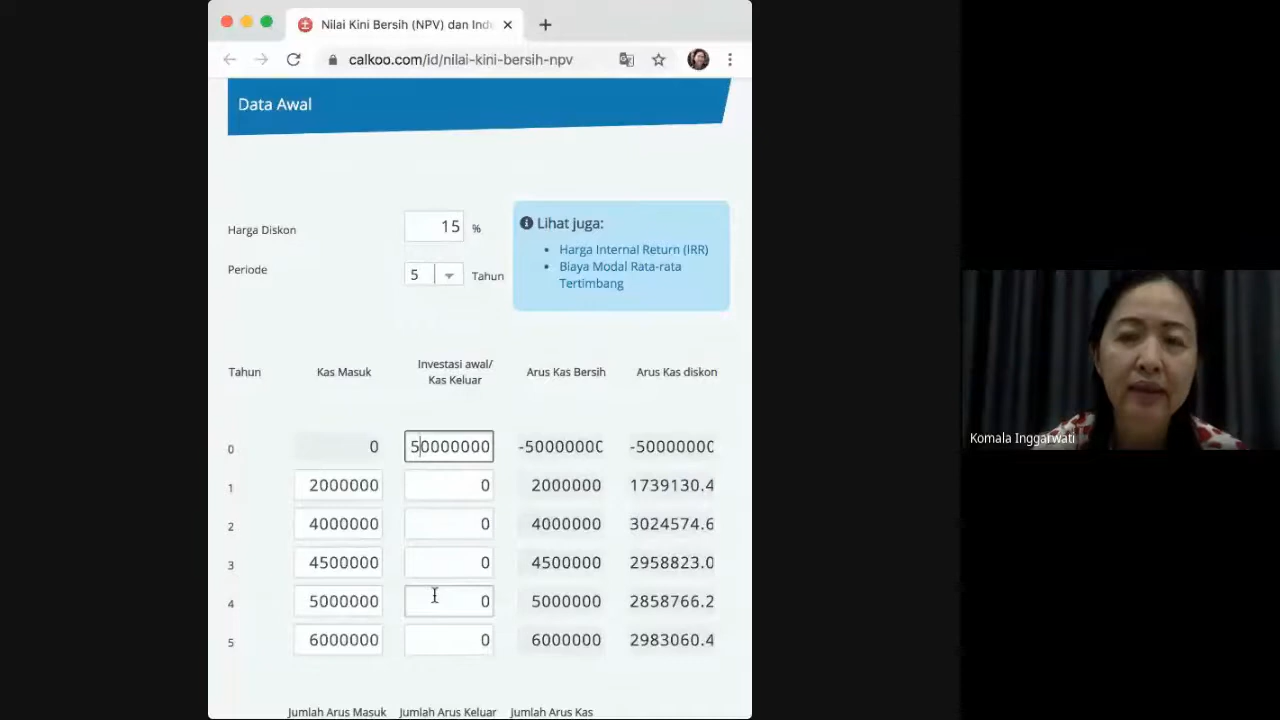 Nilai Kini Bersih (NPV) dan Inde
calkoo.com/id/nilai-kini-bersih-npv
Data Awal
Harga Diskon 15 %
Periode 5 Tahun
Lihat juga:
Harga Internal Return (IRR)
Biaya Modal Rata-rata
Tertimbang
Tahun Kas Masuk Investasi awal/ Kas Keluar Arus Kas Bersih Arus Kas diskon
0 0 50000000 -5000000 -5000000
1 2000000 0 2000000 1739130.4
2 4000000 0 4000000 3024574.6
3 4500000 0 4500000 2958823.0
4 5000000 0 5000000 2858766.2
5 6000000 0 6000000 2983060.4
Jumlah Arus Masuk Jumlah Arus Keluar Jumlah Arus Kas
Komala Inggarwati